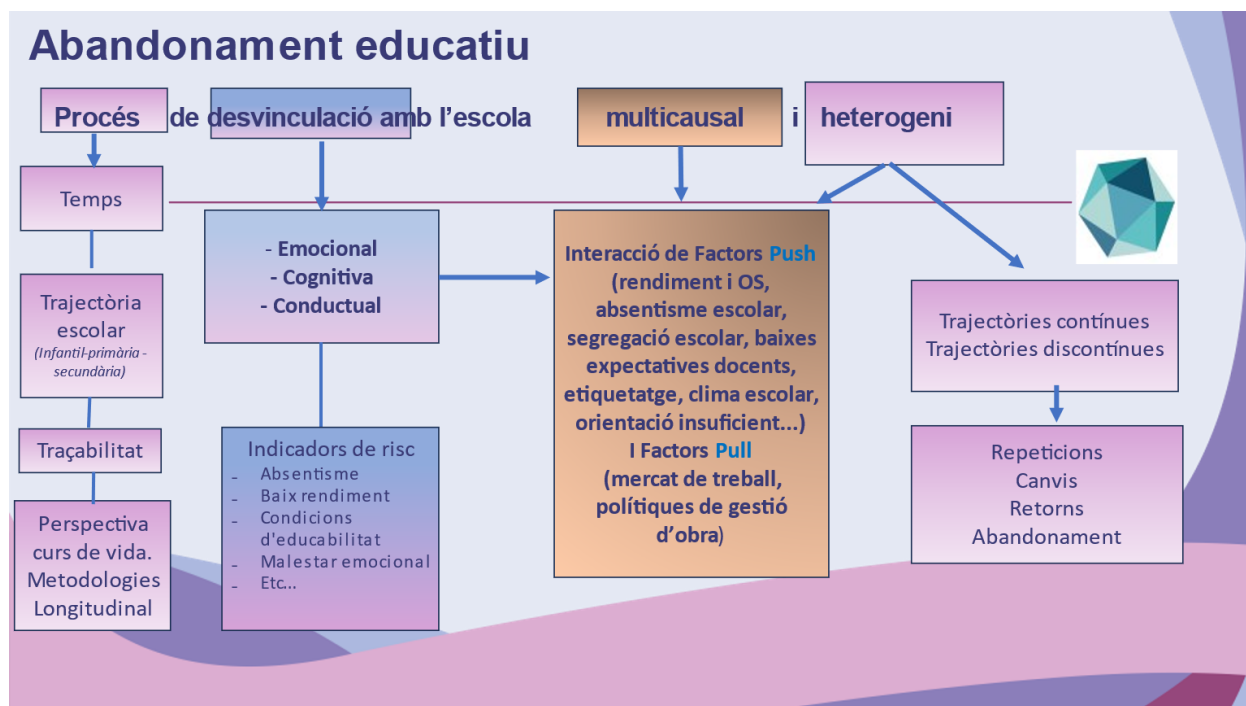 Abandonament educatiu
Procés de desvinculació amb l'escola multicausal i heterogeni
Temps
Trajectòria
escolar
(Infantil-primària -
secundària)
Traçabilitat
Perspectiva
curs de vida.
Metodologies
Longitudinal
- Emocional
- Cognitiva
- Conductual
Indicadors de risc
- Absentisme
- Baix rendiment
- Condicions
d'educabilitat
- Malestar emocional
- Etc...
Interacció de Factors Push
(rendiment i OS,
absentisme escolar,
segregació escolar, baixes
expectatives docents,
etiquetatge, clima escolar,
orientació insuficient...)
I Factors Pull
(mercat de treball,
polítiques de gestió
d'obra)
Trajectòries contínues
Trajectòries discontínues
Repeticions
Canvis
Retorns
Abandonament